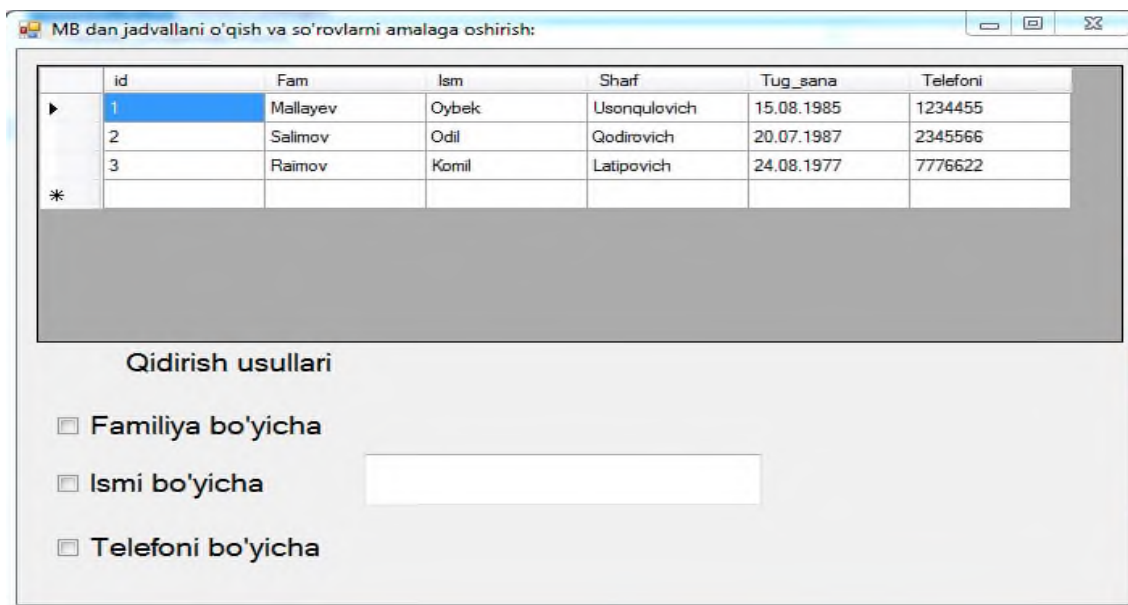 MB dan jadvallani o'qish va so'rovlarni amalaga oshirish:
id Fam Ism Sharf Tug_sana Telefoni
1 Mallayev Oybek Usonqulovich 15.08.1985 1234455
2 Salimov Odil Qodirovich 20.07.1987 2345566
3 Raimov Komil Latipovich 24.08.1977 7776622
Qidirish usullari
Familiya bo'yicha
Ismi bo'yicha
Telefoni bo'yicha